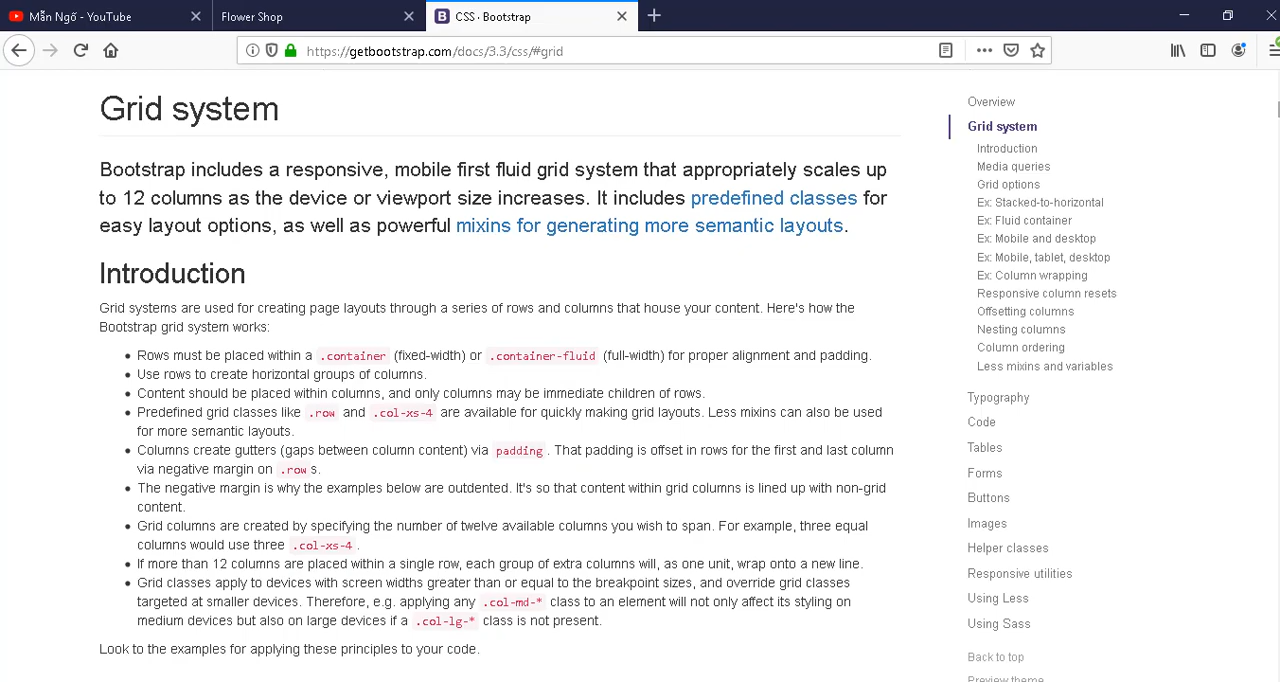 Mẫn Ngố - YouTube
Flower Shop
CSS · Bootstrap
https://getbootstrap.com/docs/3.3/css/#grid
Grid system
Bootstrap includes a responsive, mobile first fluid grid system that appropriately scales up
to 12 columns as the device or viewport size increases. It includes predefined classes for
easy layout options, as well as powerful mixins for generating more semantic layouts.
Introduction
Grid systems are used for creating page layouts through a series of rows and columns that house your content. Here's how the
Bootstrap grid system works:
Rows must be placed within a .container (fixed-width) or .container-fluid (full-width) for proper alignment and padding.
Use rows to create horizontal groups of columns.
Content should be placed within columns, and only columns may be immediate children of rows.
Predefined grid classes like .row and .col-xs-4 are available for quickly making grid layouts. Less mixins can also be used
for more semantic layouts.
Columns create gutters (gaps between column content) via padding. That padding is offset in rows for the first and last column
via negative margin on .rows.
The negative margin is why the examples below are outdented. It's so that content within grid columns is lined up with non-grid
content.
Grid columns are created by specifying the number of twelve available columns you wish to span. For example, three equal
columns would use three .col-xs-4.
If more than 12 columns are placed within a single row, each group of extra columns will, as one unit, wrap onto a new line.
Grid classes apply to devices with screen widths greater than or equal to the breakpoint sizes, and override grid classes
targeted at smaller devices. Therefore, e.g. applying any .col-md-* class to an element will not only affect its styling on
medium devices but also on large devices if a .col-lg-* class is not present.
Look to the examples for applying these principles to your code.
Overview
Grid system
Introduction
Media queries
Grid options
Ex: Stacked-to-horizontal
Ex: Fluid container
Ex: Mobile and desktop
Ex: Mobile, tablet, desktop
Ex: Column wrapping
Responsive column resets
Offsetting columns
Nesting columns
Column ordering
Less mixins and variables
Typography
Code
Tables
Forms
Buttons
Images
Helper classes
Responsive utilities
Using Less
Using Sass
Back to top
Preview theme